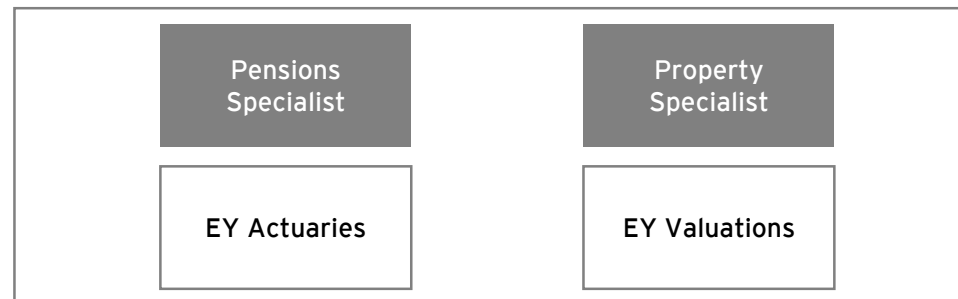 Pensions
Specialist
Property
Specialist
EY Actuaries
EY Valuations